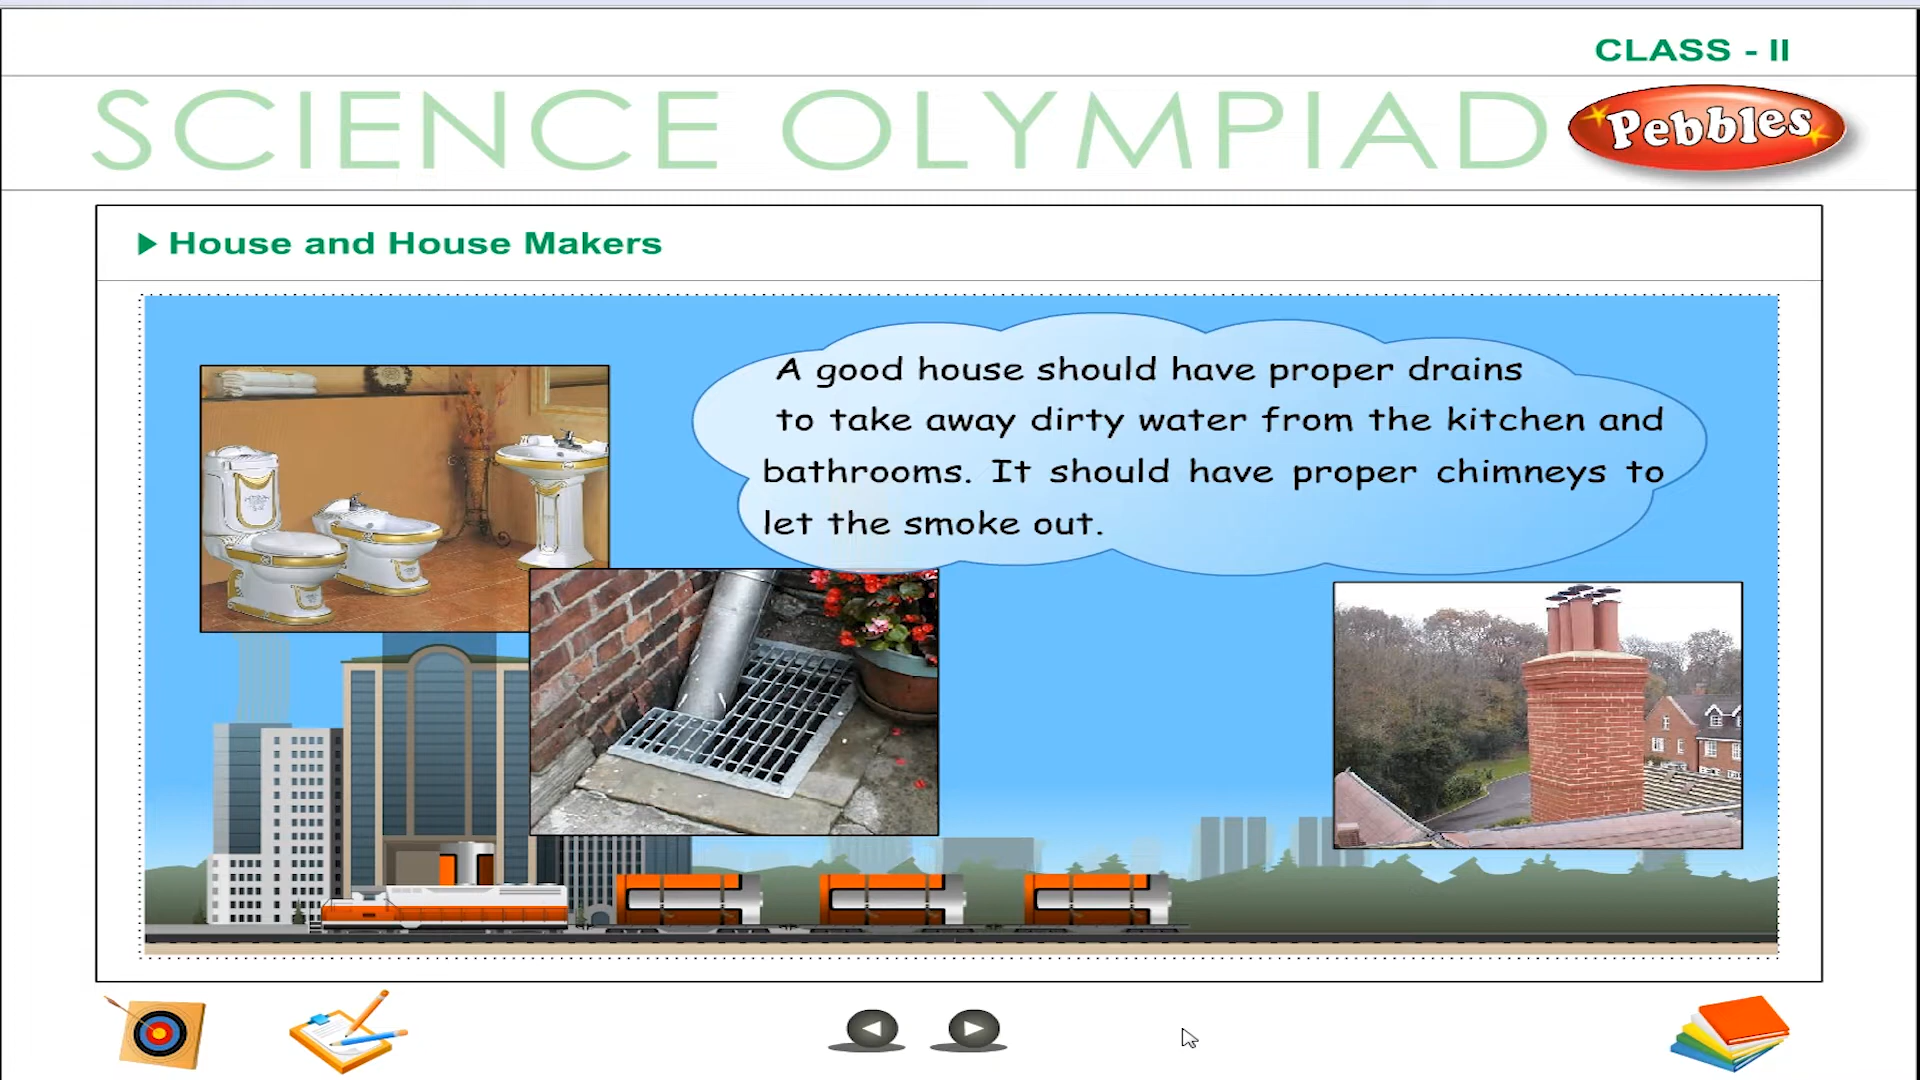 CLASS - II
SCIENCE OLYMPIAD
Pebbles
House and House Makers
A good house should have proper drains
to take away dirty water from the kitchen and
bathrooms. It should have proper chimneys to
let the smoke out.